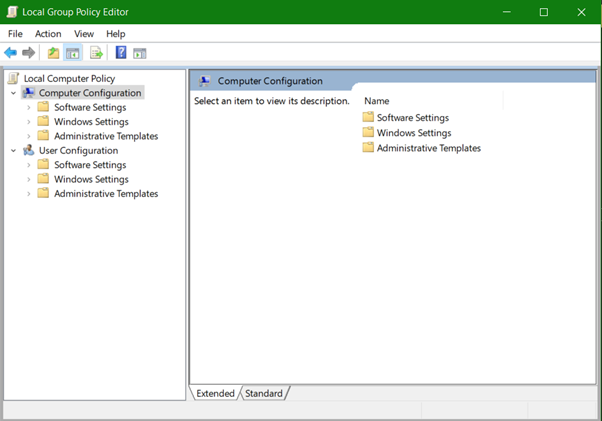 Local Group Policy Editor
File Action View Help
Local Computer Policy
Computer Configuration
Software Settings
Windows Settings
Administrative Templates
User Configuration
Software Settings
Windows Settings
Administrative Templates
Computer Configuration
Select an item to view its description.
Name
Software Settings
Windows Settings
Administrative Templates
Extended Standard